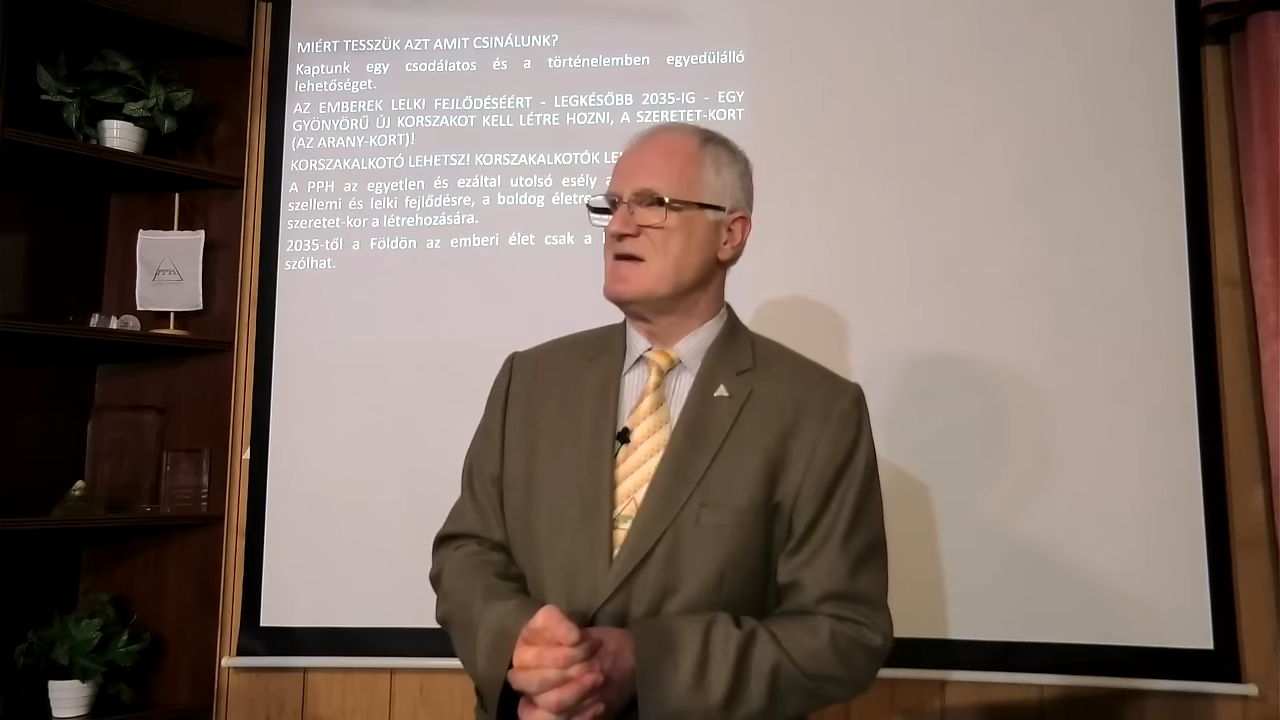 MIÉRT TESSZÜK AZT AMIT CSINÁLUNK?
Kaptunk egy csodálatos és a történelemben egyedülálló
lehetőséget.
AZ EMBEREK LELKI FEJLŐDÉSÉÉRT - LEGKÉSŐBB 2035-IG - EGY
GYÖNYÖRŰ ÚJ KORSZAKOT KELL LÉTRE HOZNI, A SZERETET-KORT
(AZ ARANY-KORT)!
KORSZAKALKOTÓ LEHETSZ! KORSZAKALKOTÓK
A PPH az egyetlen és ezáltal utolsó esély a
szellemi és lelki fejlődésre, a boldog életre
szeretet-kor a létrehozására.
2035-től a Földön az emberi élet csak a
szólhat.